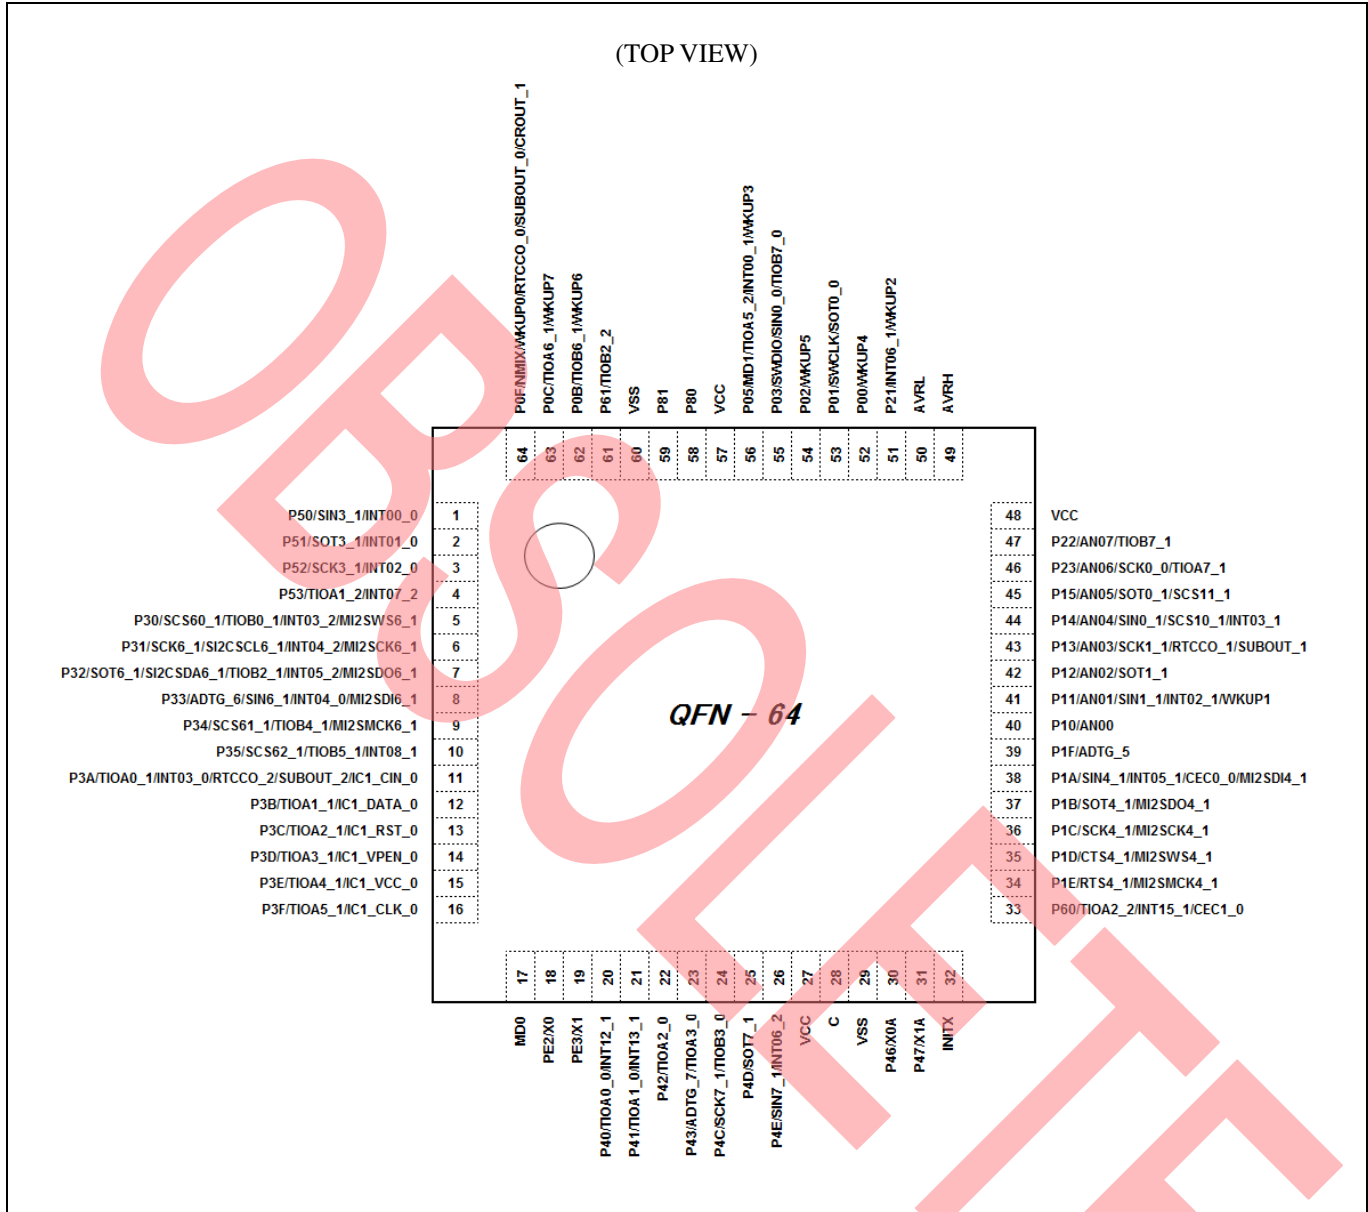 (TOP VIEW)
P0F/NMIX/WKUP0/RTCCO_0/SUBOUT_0/CROUT_1
P0C/TIOA6_1/WKUP7
P0B/TIOB6_1/WKUP6
P61/TIOB2_2
VSS
P81
P80
VCC
P05/MD1/TIOA5_2/INT00_1/WKUP3
P03/SWDIO/SIN0_0/TIOB7_0
P02/WKUP5
P01/SWCLK/SOT0_0
P00/WKUP4
P21/INT06_1/WKUP2
AVRL
AVRH
64 63 62 61 60 59 58 57 56 55 54 53 52 51 50 49
P50/SIN3_1/INT00_0 1
P51/SOT3_1/INT01_0 2
P52/SCK3_1/INT02_0 3
P53/TIOA1_2/INT07_2 4
P30/SCS60_1/TIOB0_1/INT03_2/MI2SWS6_1 5
P31/SCK6_1/SI2CSCL6_1/INT04_2/MI2SCK6_1 6
P32/SOT6_1/SI2CSDA6_1/TIOB2_1/INT05_2/MI2SDO6_1 7
P33/ADTG_6/SIN6_1/INT04_0/MI2SDI6_1 8
P34/SCS61_1/TIOB4_1/MI2SMCK6_1 9
P35/SCS62_1/TIOB5_1/INT08_1 10
P3A/TIOA0_1/INT03_0/RTCCO_2/SUBOUT_2/IC1_CIN_0 11
P3B/TIOA1_1/IC1_DATA_0 12
P3C/TIOA2_1/IC1_RST_0 13
P3D/TIOA3_1/IC1_VPEN_0 14
P3E/TIOA4_1/IC1_VCC_0 15
P3F/TIOA5_1/IC1_CLK_0 16
QFN - 64
48 VCC
47 P22/AN07/TIOB7_1
46 P23/AN06/SCK0_0/TIOA7_1
45 P15/AN05/SOT0_1/SCS11_1
44 P14/AN04/SIN0_1/SCS10_1/INT03_1
43 P13/AN03/SCK1_1/RTCCO_1/SUBOUT_1
42 P12/AN02/SOT1_1
41 P11/AN01/SIN1_1/INT02_1/WKUP1
40 P10/AN00
39 P1F/ADTG_5
38 P1A/SIN4_1/INT05_1/CEC0_0/MI2SDI4_1
37 P1B/SOT4_1/MI2SDO4_1
36 P1C/SCK4_1/MI2SCK4_1
35 P1D/CTS4_1/MI2SWS4_1
34 P1E/RTS4_1/MI2SMCK4_1
33 P60/TIOA2_2/INT15_1/CEC1_0
17 18 19 20 21 22 23 24 25 26 27 28 29 30 31 32
MD0
PE2/X0
PE3/X1
P40/TIOA0_0/INT12_1
P41/TIOA1_0/INT13_1
P42/TIOA2_0
P43/ADTG_7/TIOA3_0
P4C/SCK7_1/TIOB3_0
P4D/SOT7_1
P4E/SIN7_1/INT06_2
VCC
C
VSS
P46/X0A
P47/X1A
INITX
OBSOLETE